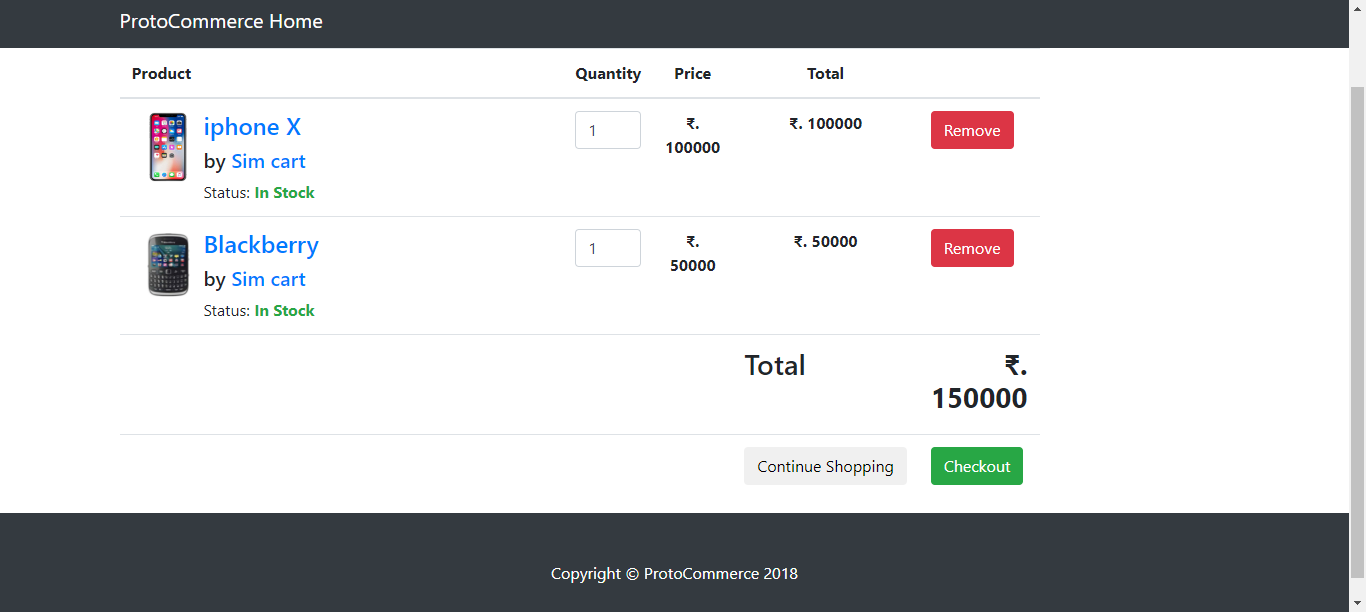 ProtoCommerce Home
Product Quantity Price Total
iphone X
by Sim cart
Status: In Stock
1
₹.
100000
₹. 100000
Remove
Blackberry
by Sim cart
Status: In Stock
1
₹.
50000
₹. 50000
Remove
Total
₹.
150000
Continue Shopping
Checkout
Copyright © ProtoCommerce 2018